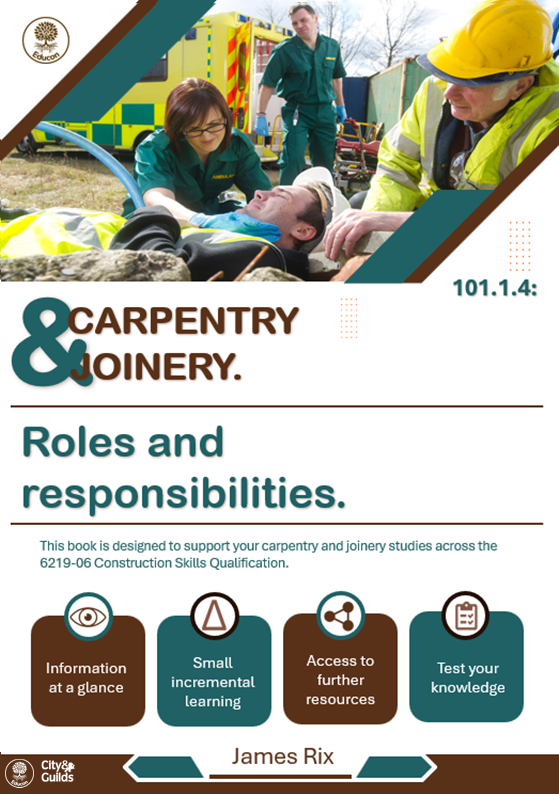 Educon
AMBULANCE
101.1.4:
& CARPENTRY
JOINERY.
Roles and
responsibilities.
This book is designed to support your carpentry and joinery studies across the
6219-06 Construction Skills Qualification.
Information
at a glance
Small
incremental
learning
Access to
further
resources
Test your
knowledge
Educon
City&
Guilds
James Rix